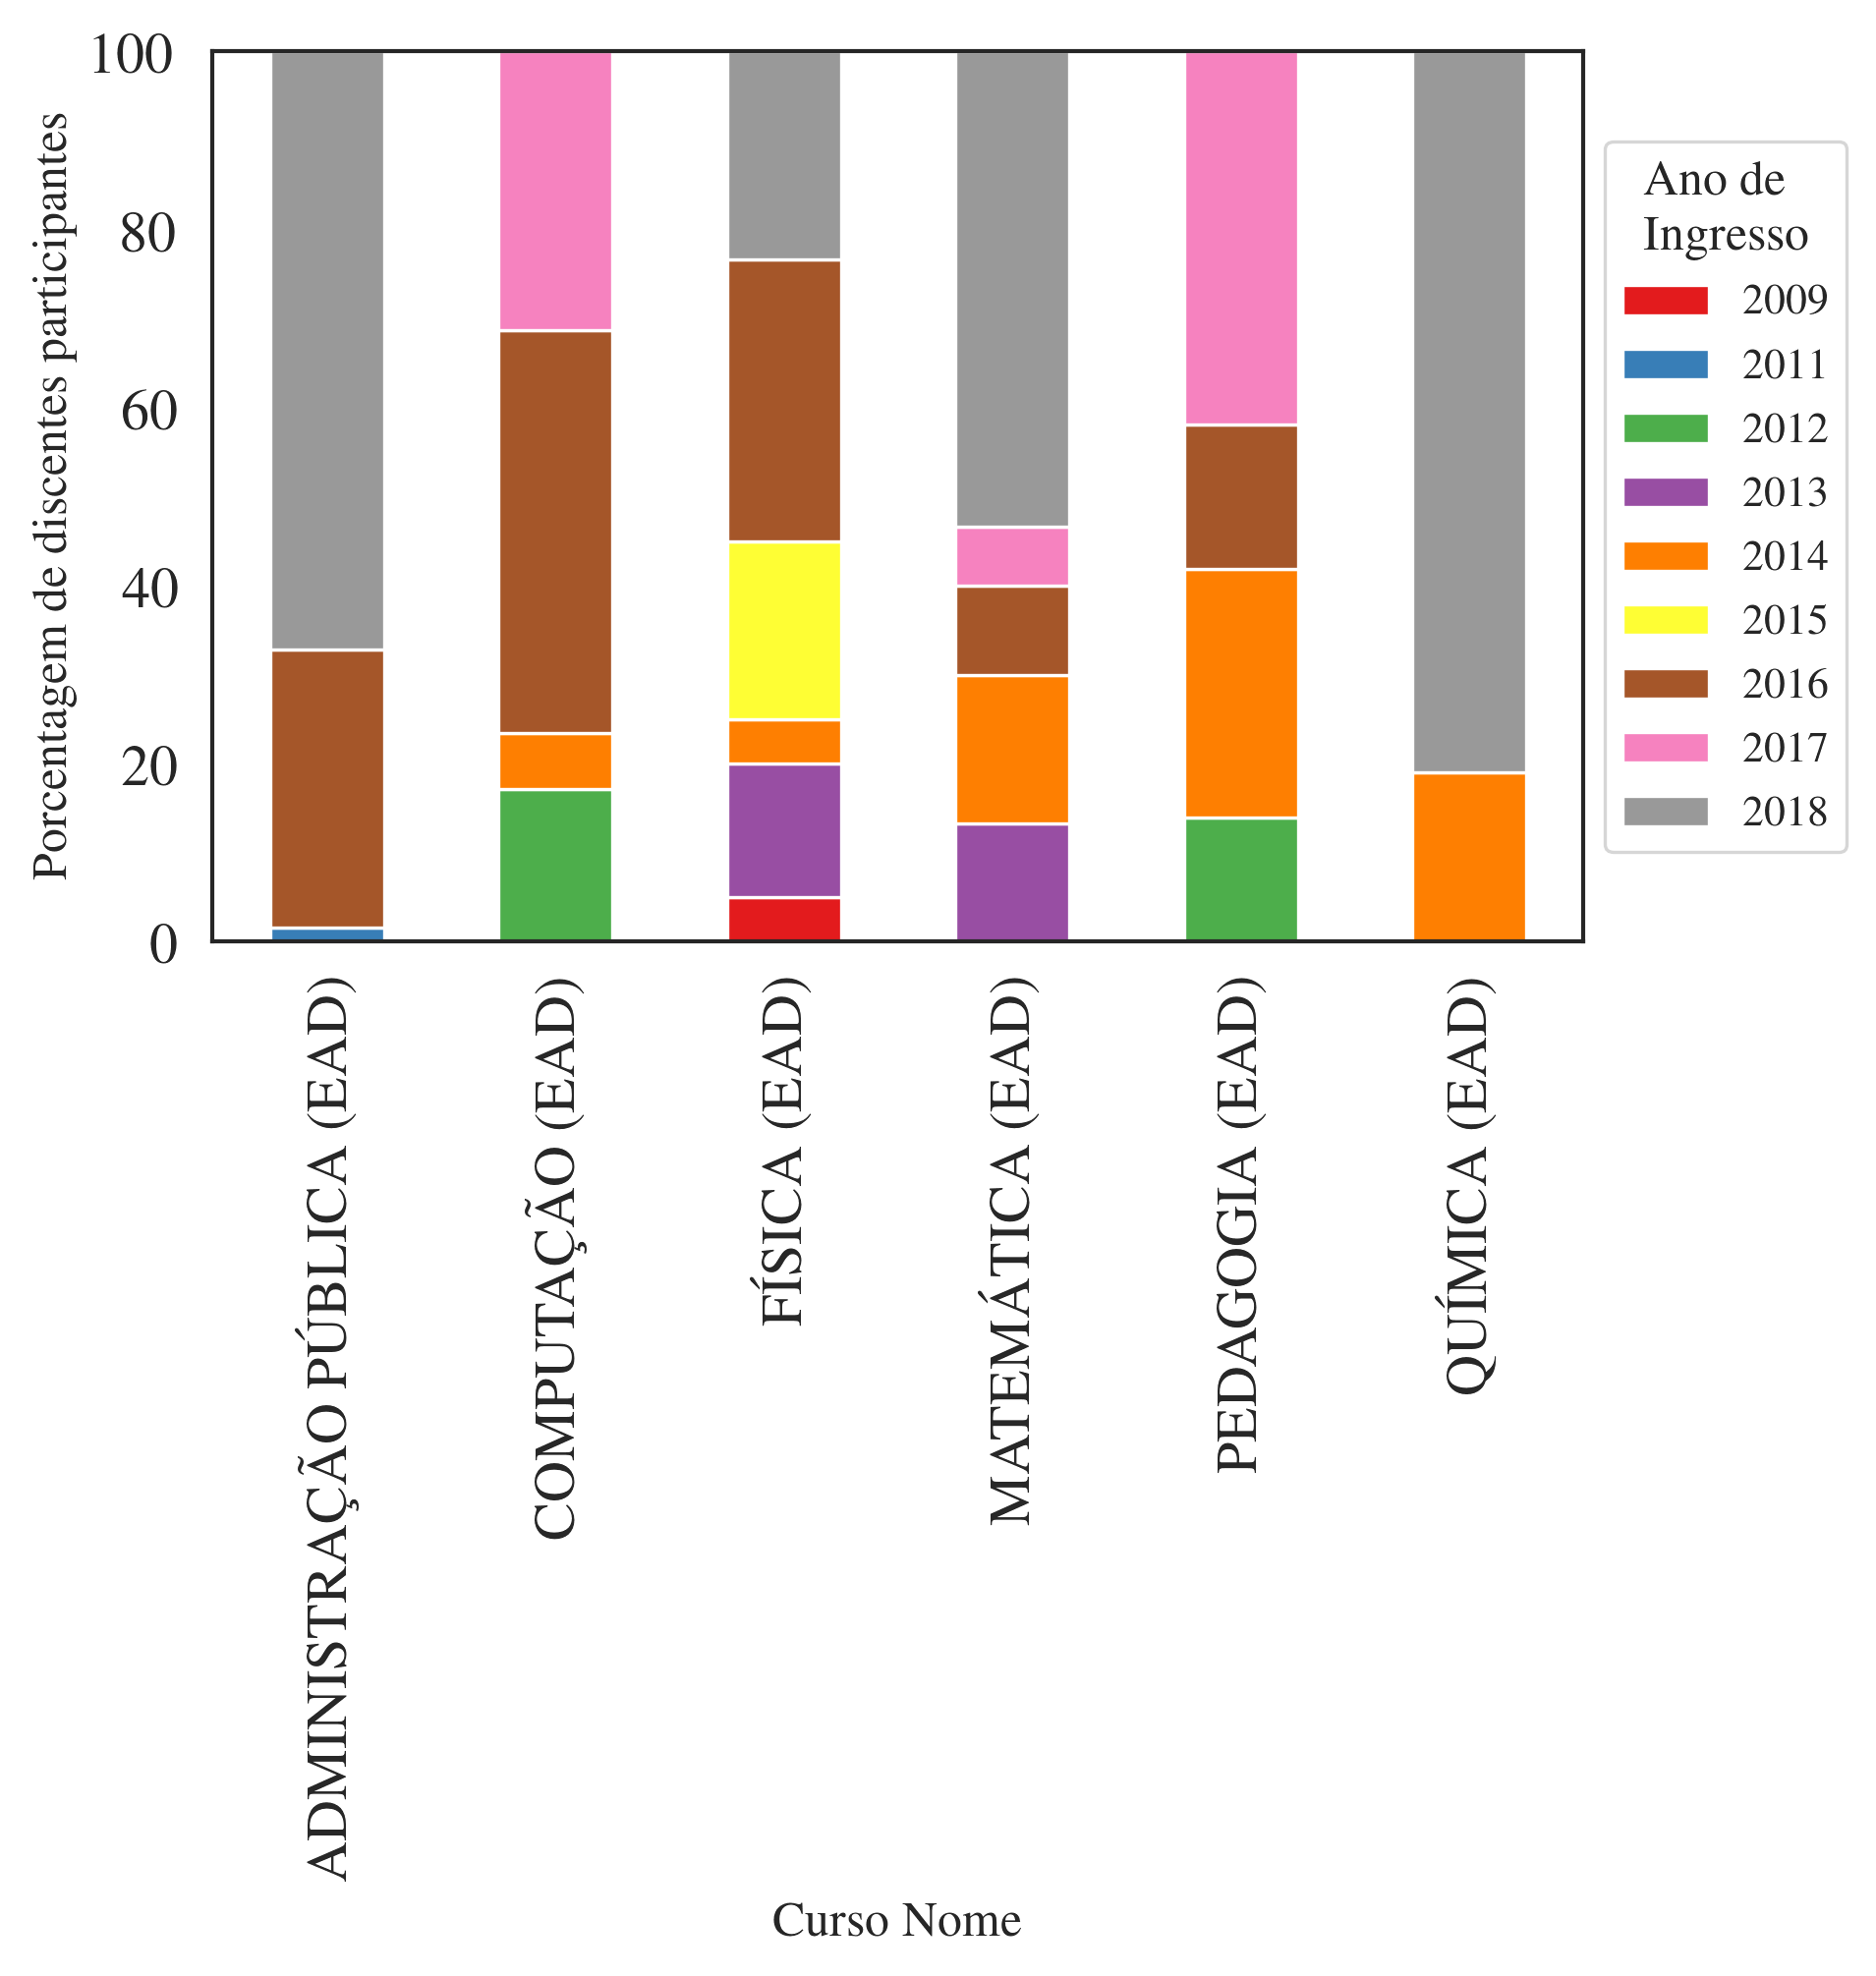 100
80
60
40
20
0
Porcentagem de discentes participantes
Ano de
Ingresso
2009
2011
2012
2013
2014
2015
2016
2017
2018
ADMINISTRAÇÃO PÚBLICA (EAD)
COMPUTAÇÃO (EAD)
FÍSICA (EAD)
MATEMÁTICA (EAD)
PEDAGOGIA (EAD)
QUÍMICA (EAD)
Curso Nome